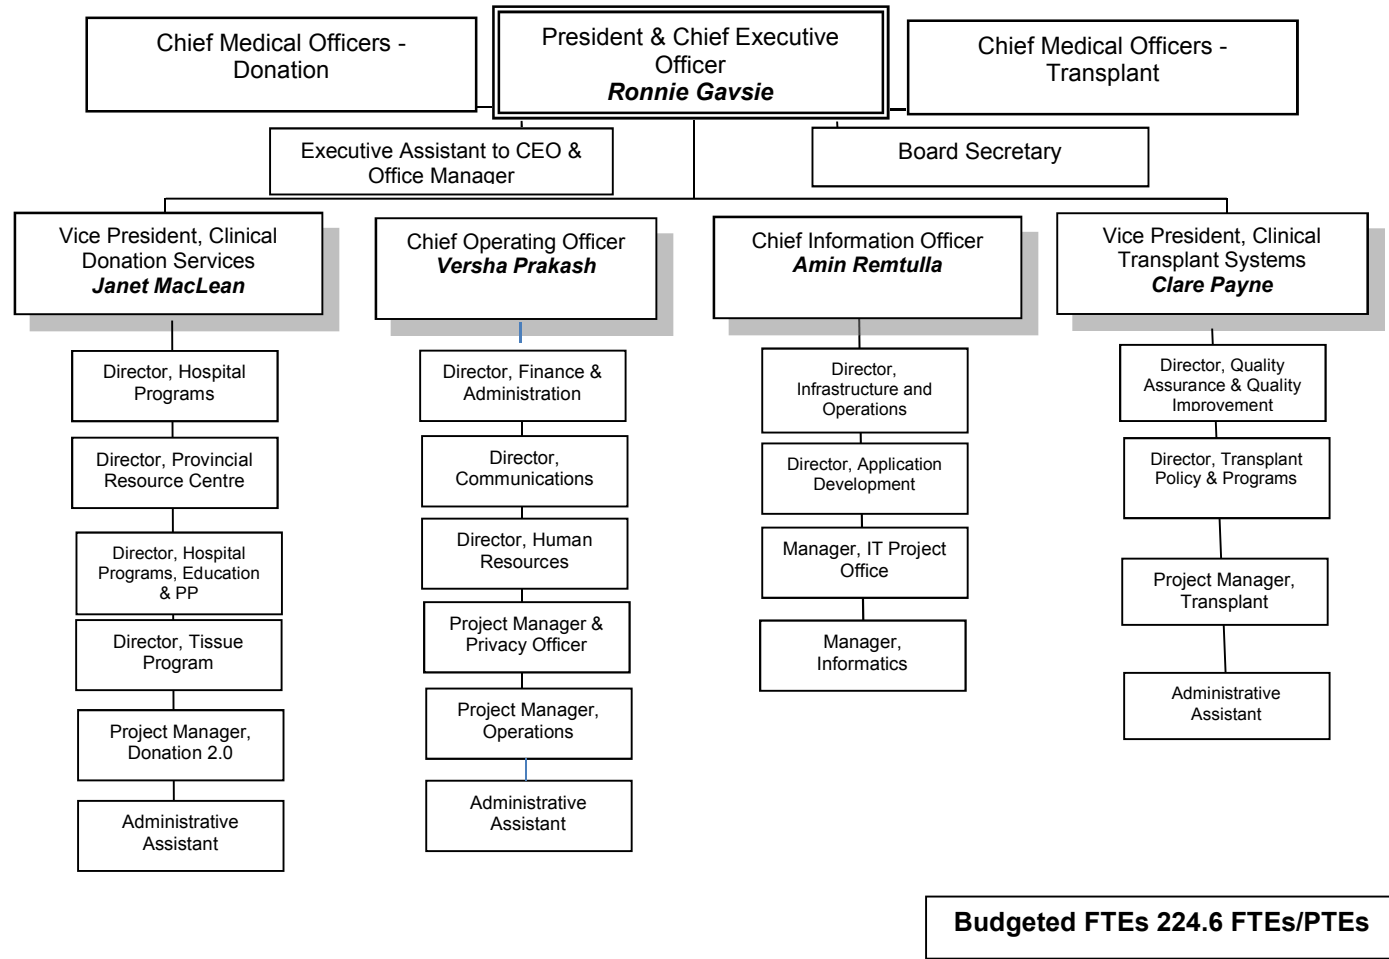 Chief Medical Officers -
Donation
President & Chief Executive
Officer
Ronnie Gavsie
Chief Medical Officers -
Transplant
Executive Assistant to CEO &
Office Manager
Board Secretary
Vice President, Clinical
Donation Services
Janet MacLean
Chief Operating Officer
Versha Prakash
Chief Information Officer
Amin Remtulla
Vice President, Clinical
Transplant Systems
Clare Payne
Director, Hospital
Programs
Director, Provincial
Resource Centre
Director, Hospital
Programs, Education
& PP
Director, Tissue
Program
Project Manager,
Donation 2.0
Administrative
Assistant
Director, Finance &
Administration
Director,
Communications
Director, Human
Resources
Project Manager &
Privacy Officer
Project Manager,
Operations
Administrative
Assistant
Director,
Infrastructure and
Operations
Director, Application
Development
Manager, IT Project
Office
Manager,
Informatics
Director, Quality
Assurance & Quality
Improvement
Director, Transplant
Policy & Programs
Project Manager,
Transplant
Administrative
Assistant
Budgeted FTEs 224.6 FTEs/PTEs